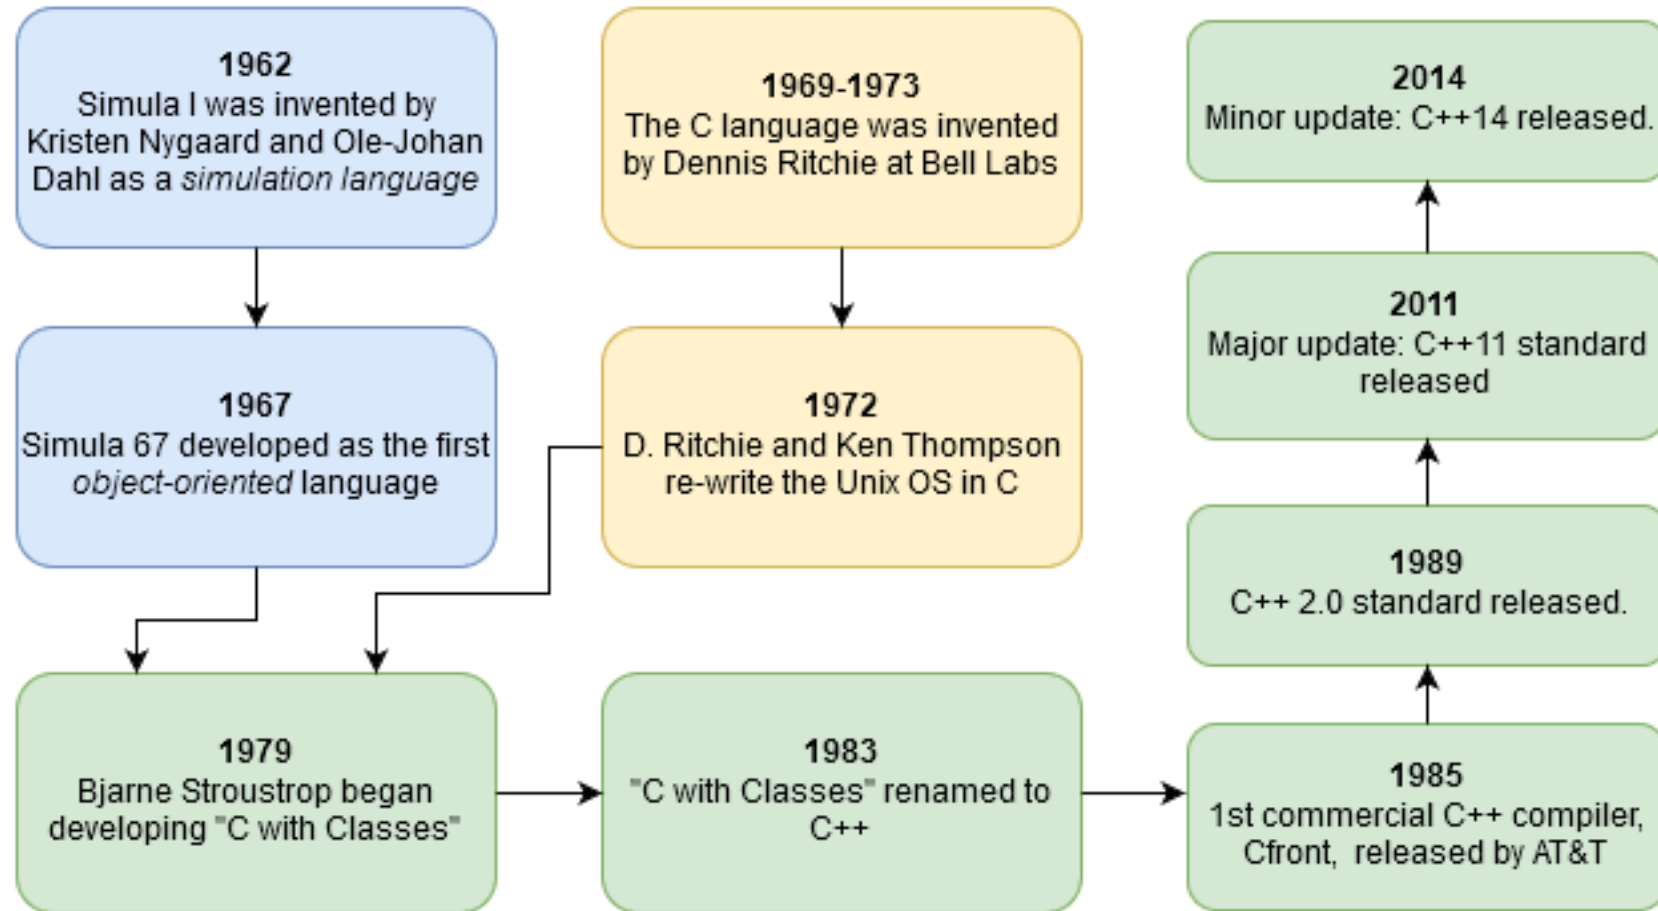 1962
Simula I was invented by
Kristen Nygaard and Ole-Johan
Dahl as a simulation language
1967
Simula 67 developed as the first
object-oriented language
1969-1973
The C language was invented
by Dennis Ritchie at Bell Labs
1972
D. Ritchie and Ken Thompson
re-write the Unix OS in C
1979
Bjarne Stroustrop began
developing "C with Classes"
1983
"C with Classes" renamed to
C++
1985
1st commercial C++ compiler,
Cfront, released by AT&T
1989
C++ 2.0 standard released.
2011
Major update: C++11 standard
released
2014
Minor update: C++14 released.